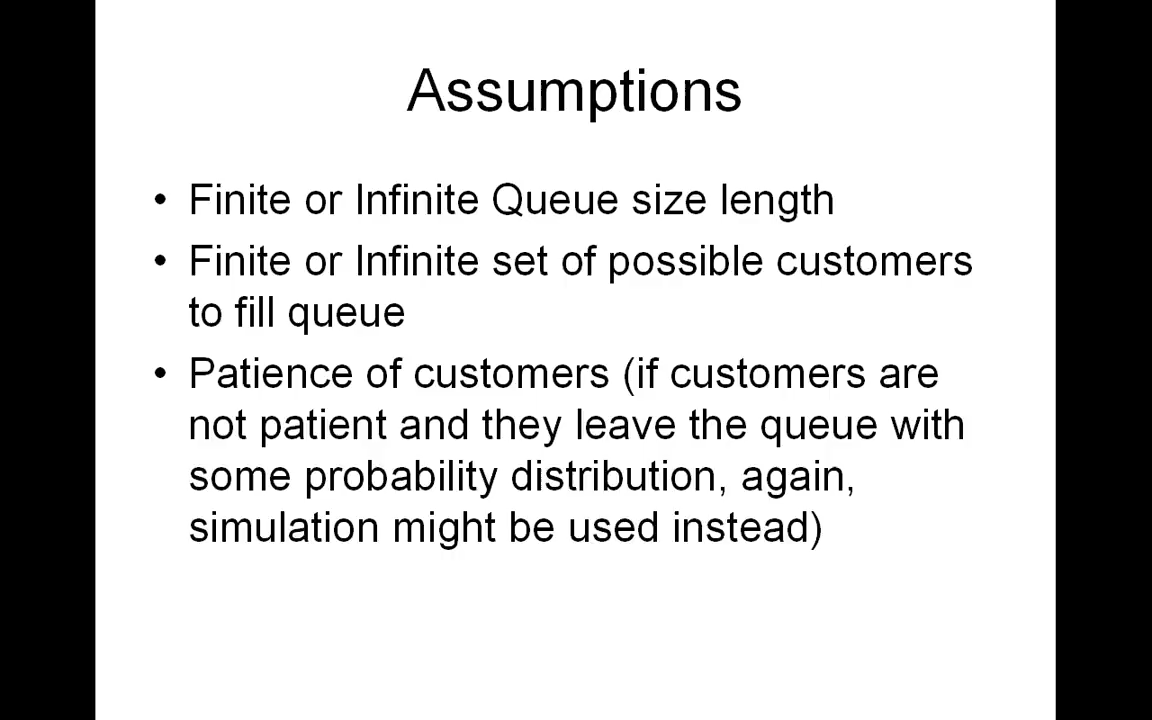 Assumptions
• Finite or Infinite Queue size length
• Finite or Infinite set of possible customers
to fill queue
• Patience of customers (if customers are
not patient and they leave the queue with
some probability distribution, again,
simulation might be used instead)